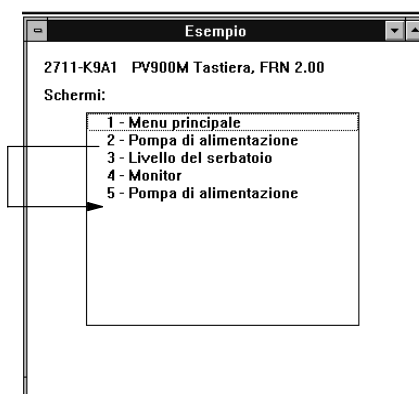 Esempio
2711-K9A1 PV900M Tastiera, FRN 2.00
Schermi:
1 - Menu principale
2 - Pompa di alimentazione
3 - Livello del serbatoio
4 - Monitor
5 - Pompa di alimentazione